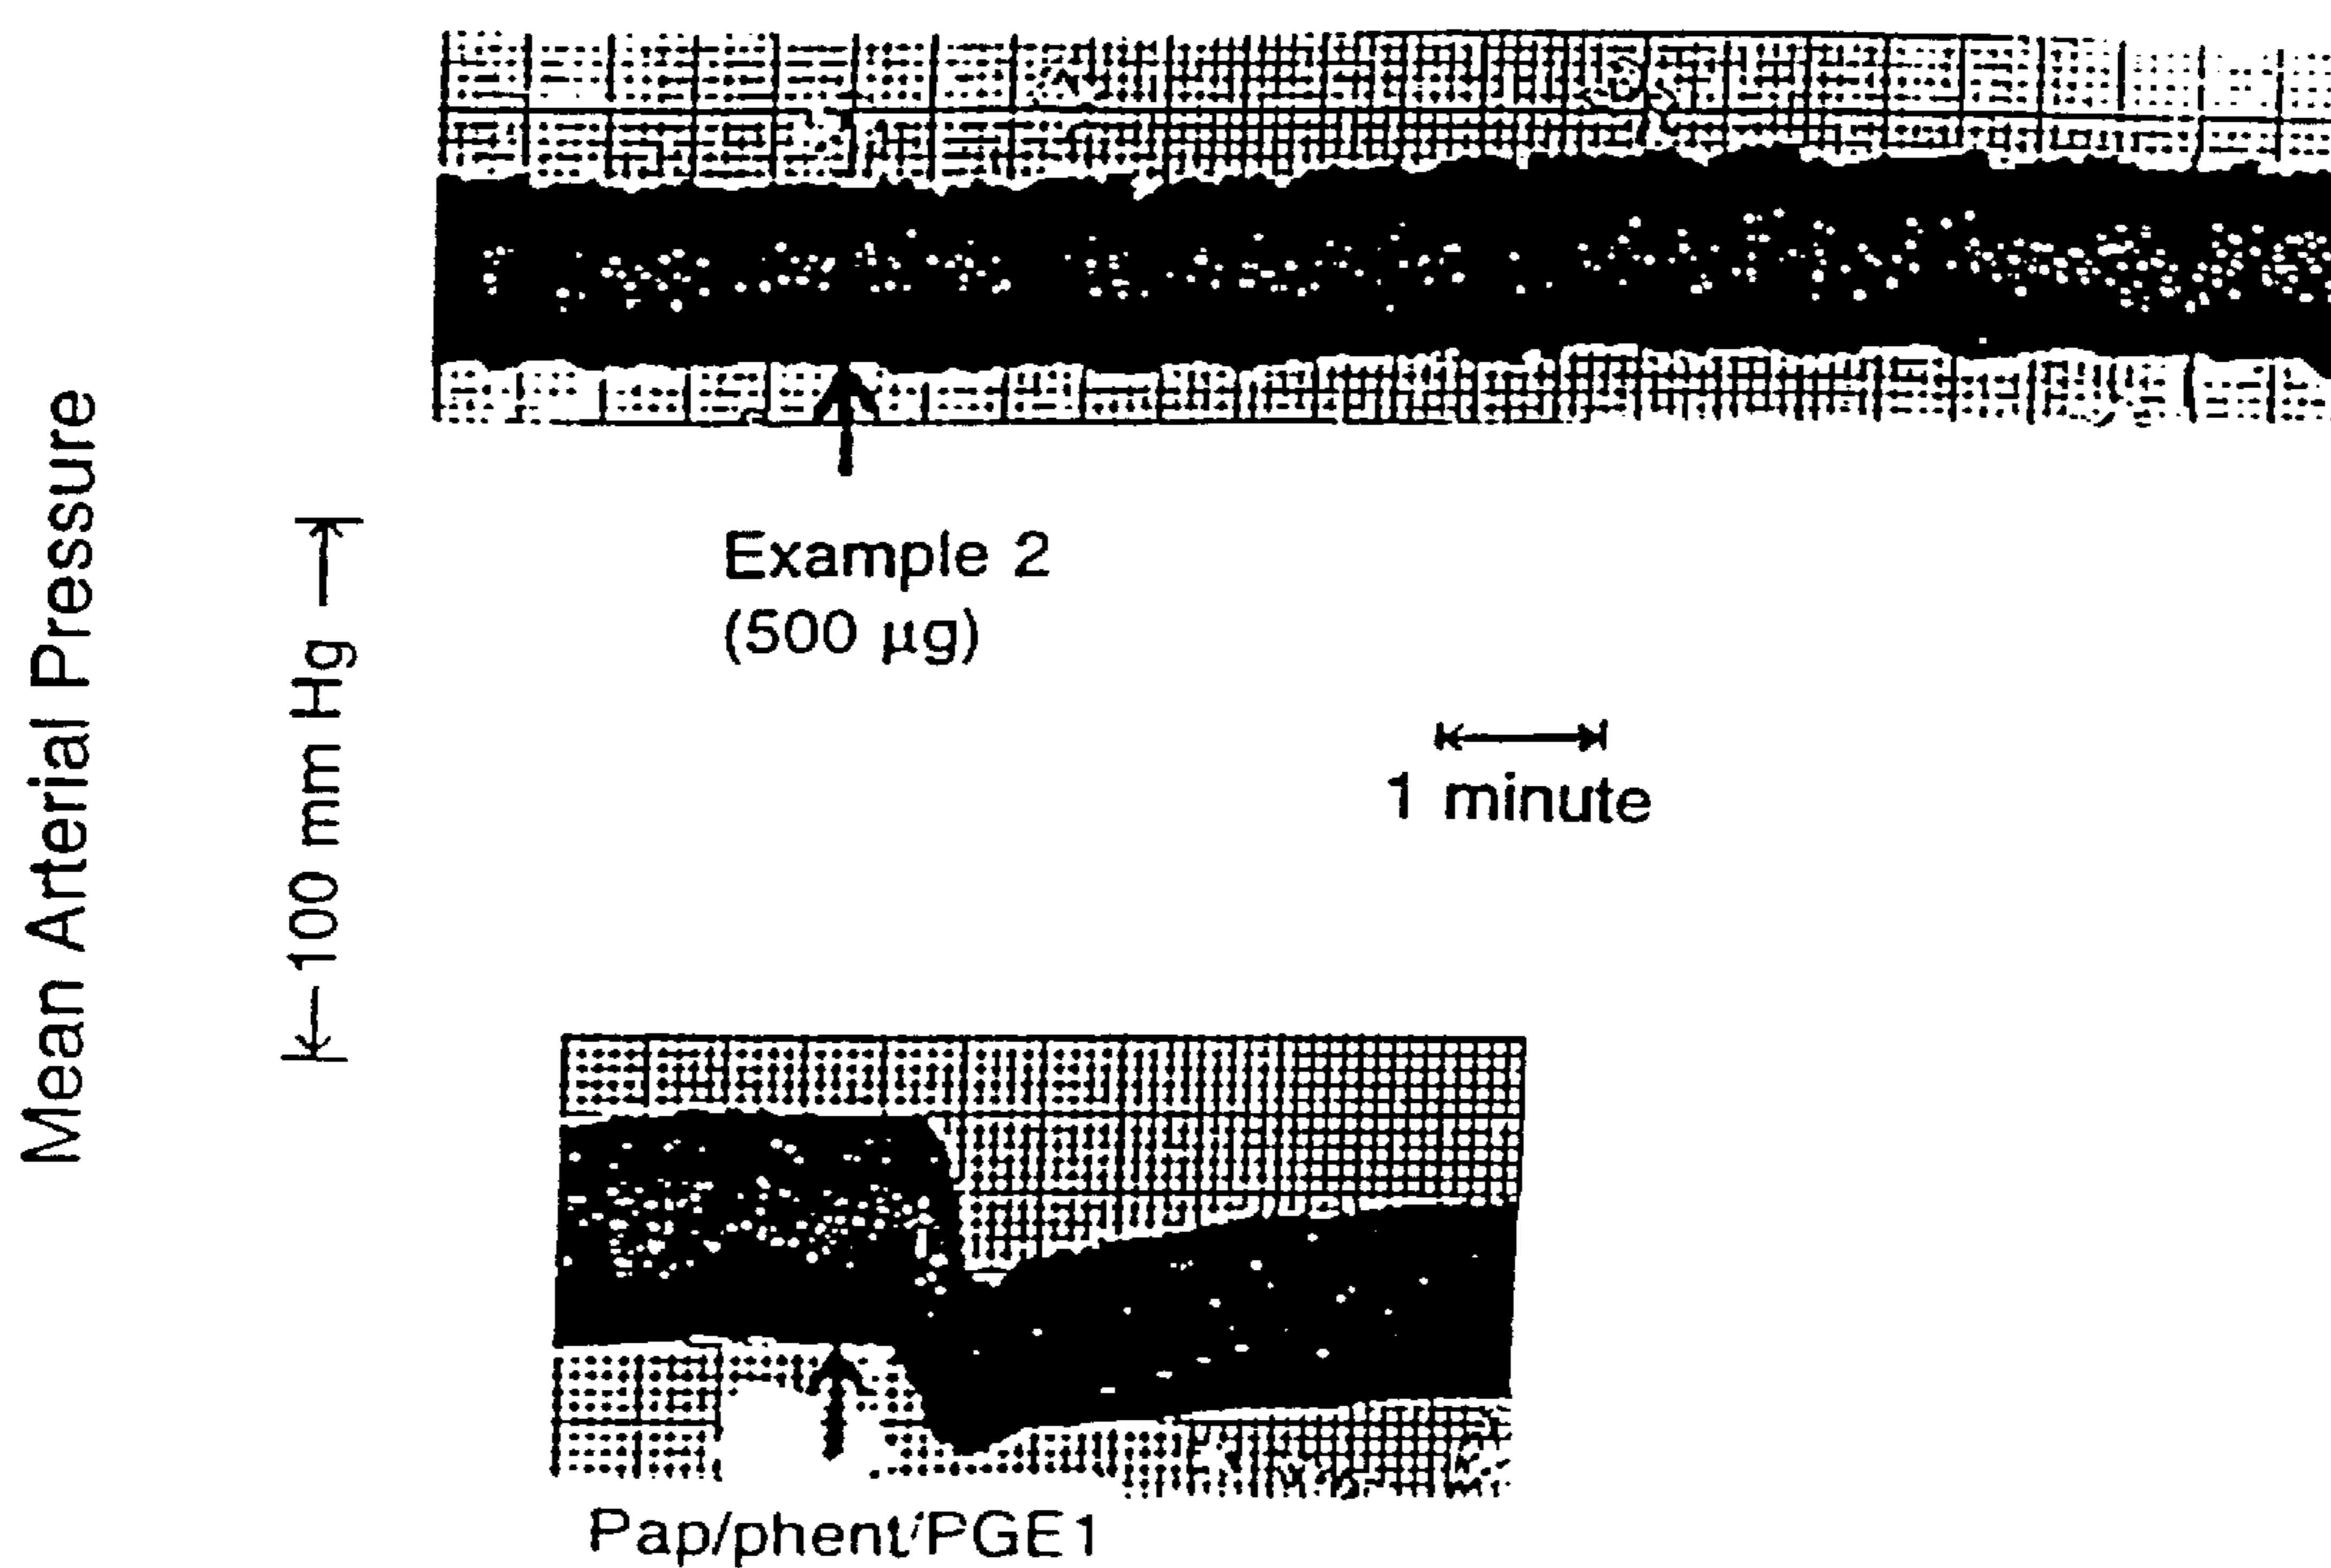 Mean Arterial Pressure
100 mm Hg
Example 2
(500 µg)
1 minute
Pap/phent/PGE1